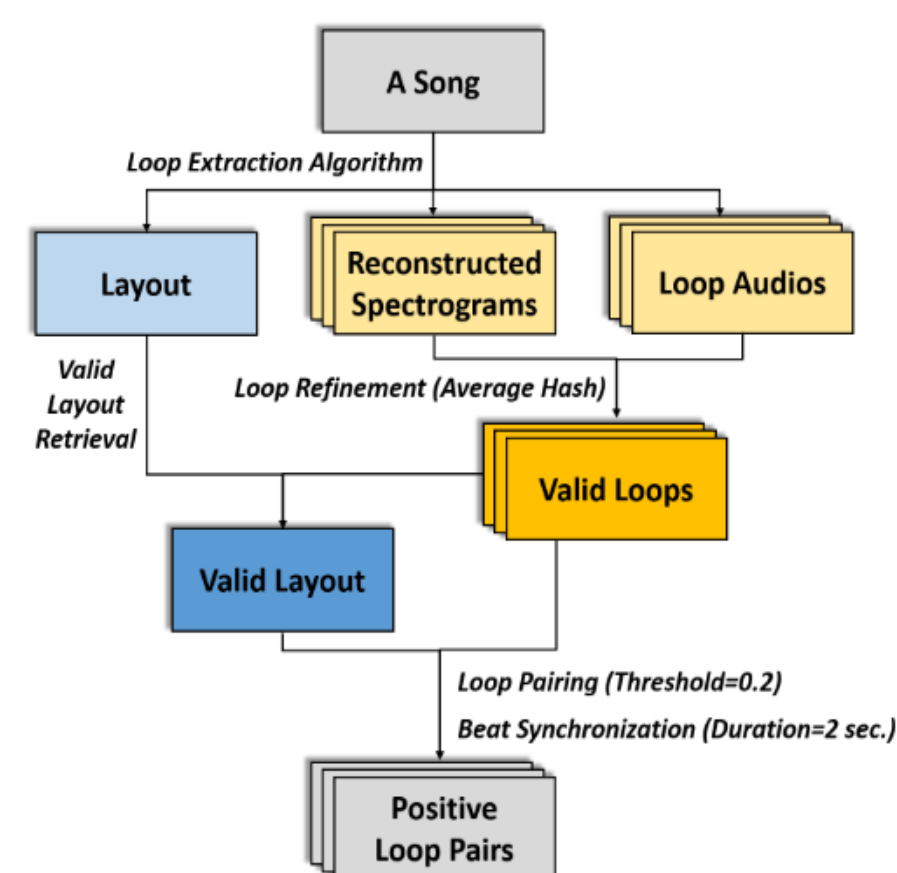 A Song
Loop Extraction Algorithm
Layout
Reconstructed
Spectrograms
Loop Audios
Valid
Layout
Retrieval
Loop Refinement (Average Hash)
Valid Loops
Valid Layout
Loop Pairing (Threshold=0.2)
Beat Synchronization (Duration=2 sec.)
Positive
Loop Pairs